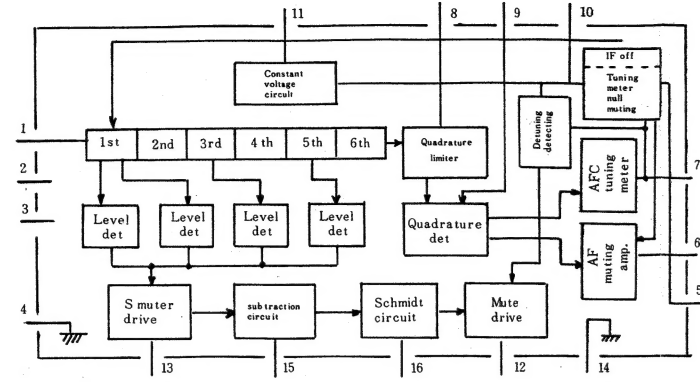 11
8
9
10
IF off
Tuning
meter
null
muting
Constant
voltage
circuit
Detuning
detecting
1
1st
2nd
3rd
4th
5th
6th
Quadrature
limiter
AFC
tuning
meter
7
2
3
Level
det
Level
det
Level
det
Level
det
Quadrature
det
AF
muting
amp.
6
5
4
S muter
drive
subtraction
circuit
Schmidt
circuit
Mute
drive
13
15
16
12
14